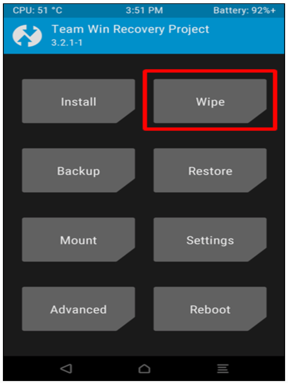 CPU: 51 °C 3:51 PM Battery: 92%+
Team Win Recovery Project
3.2.1-1
Install Wipe
Backup Restore
Mount Settings
Advanced Reboot